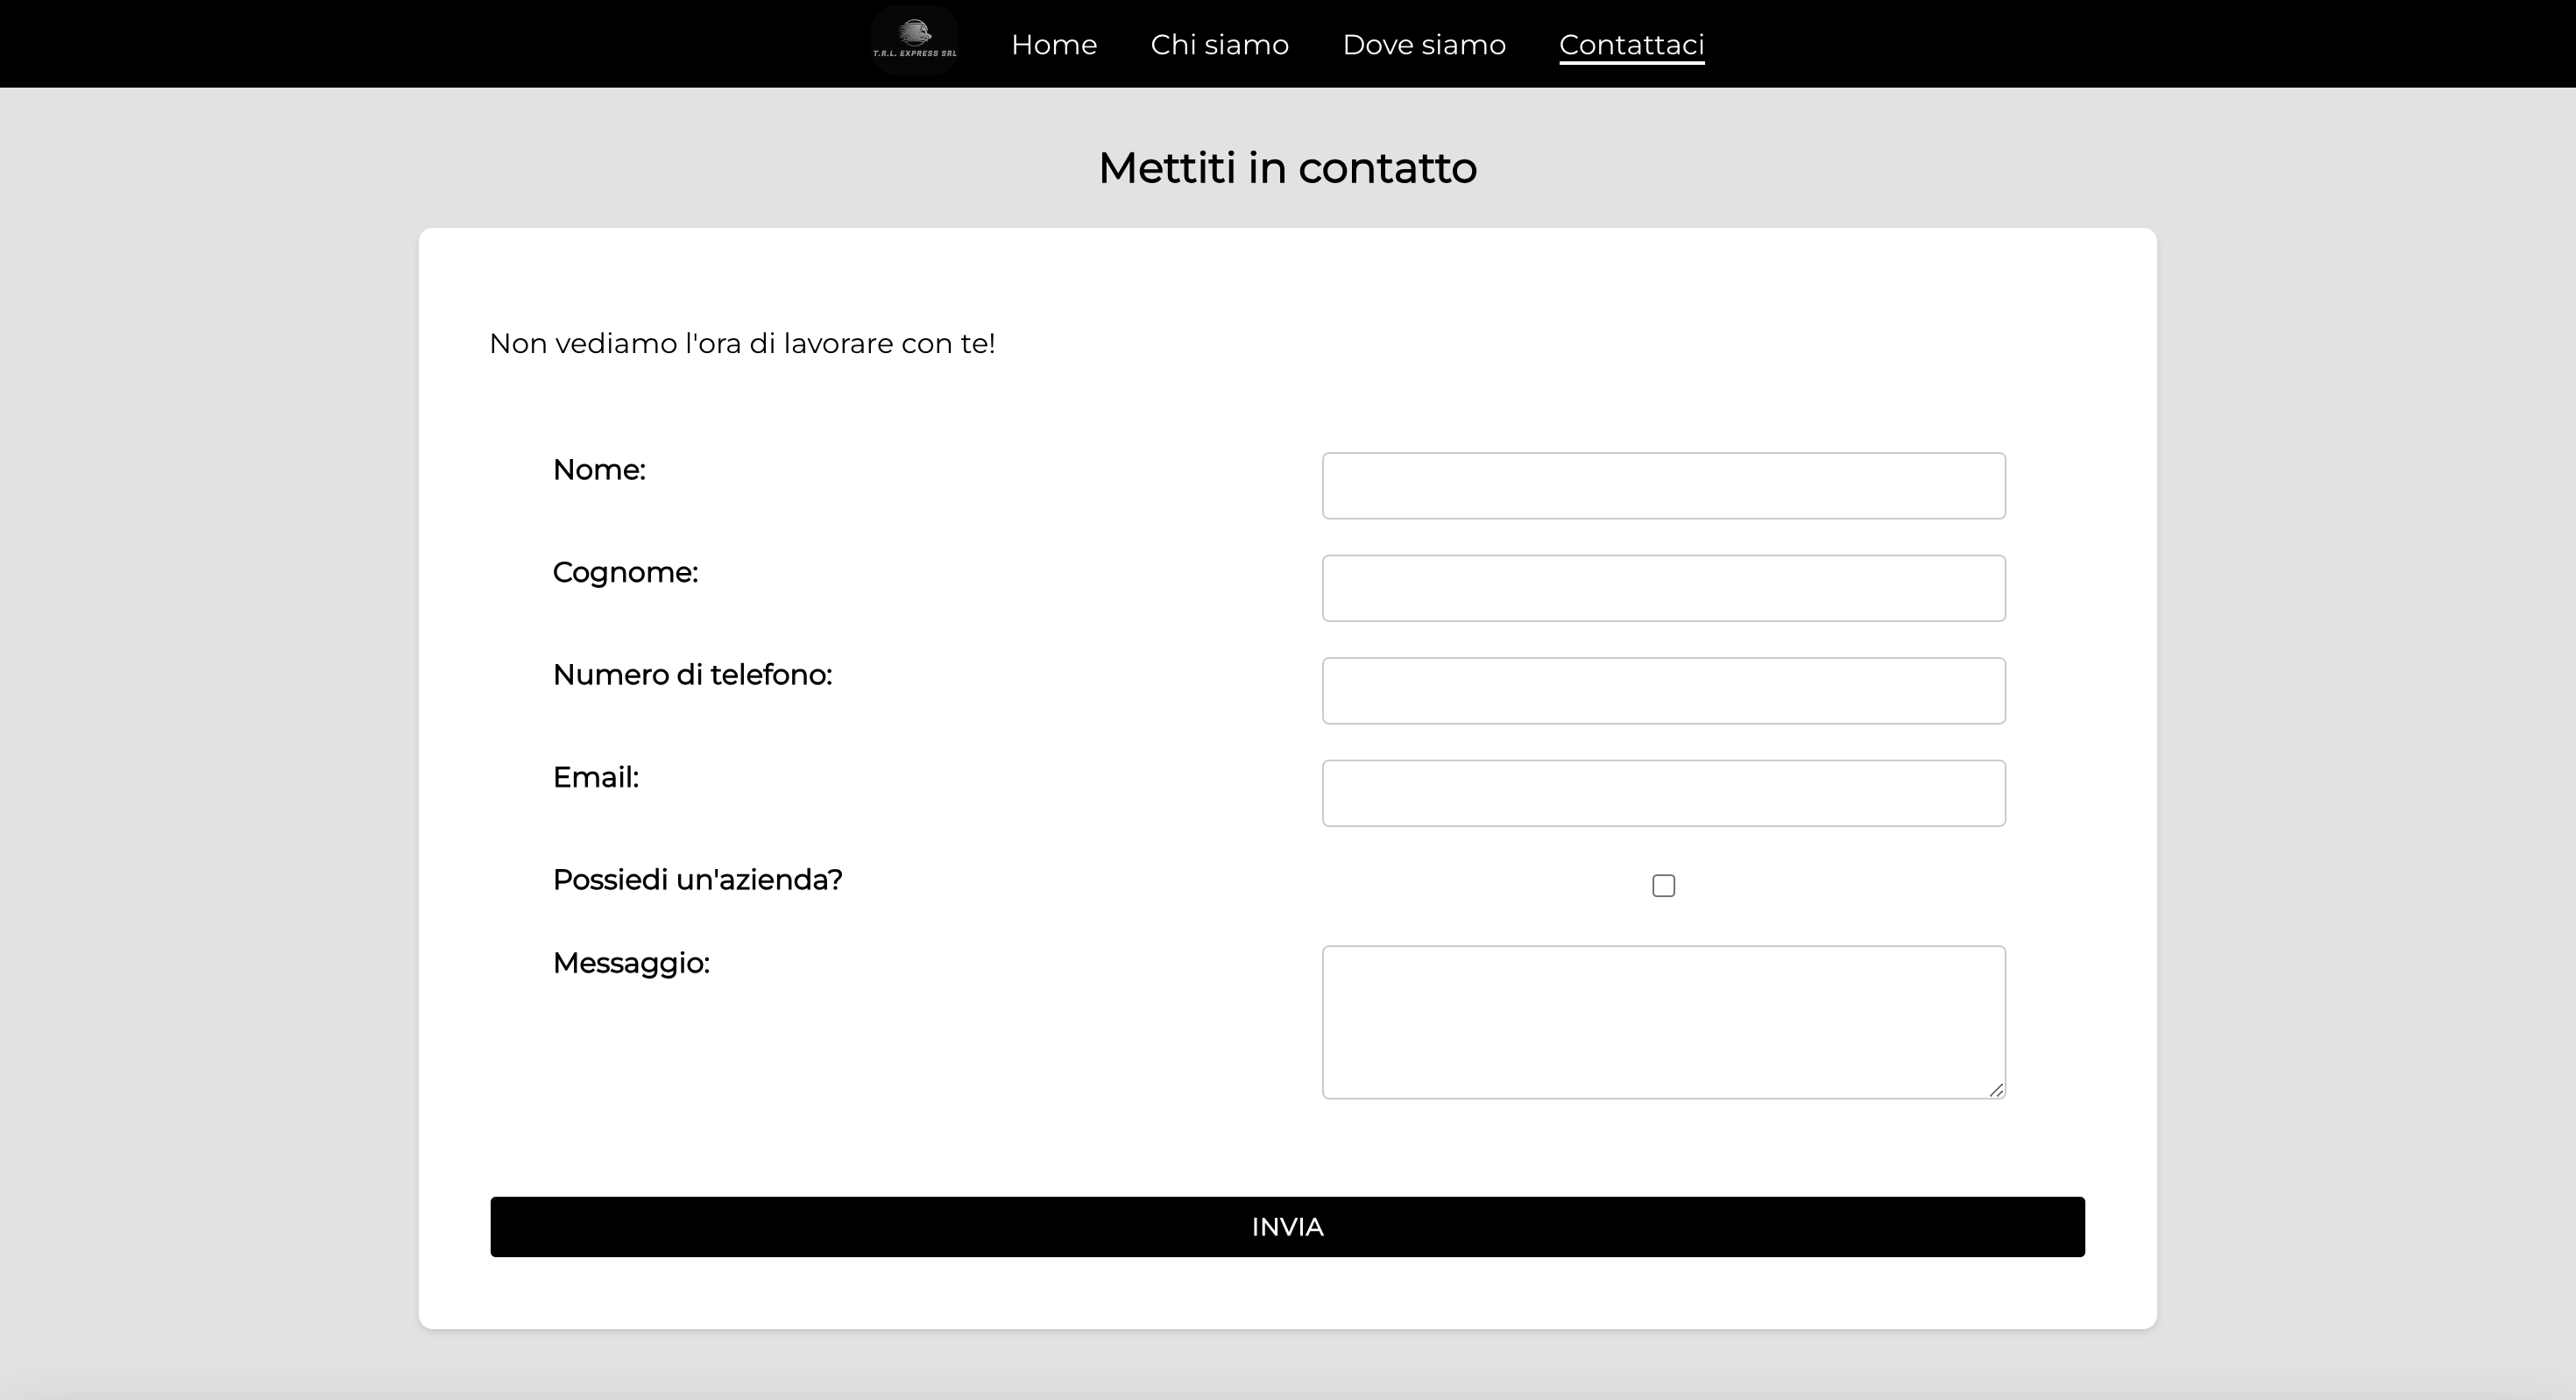 T.R.L. EXPRESS SRL
Home Chi siamo Dove siamo Contattaci
Mettiti in contatto
Non vediamo l'ora di lavorare con te!
Nome:
Cognome:
Numero di telefono:
Email:
Possiedi un'azienda?
Messaggio:
INVIA